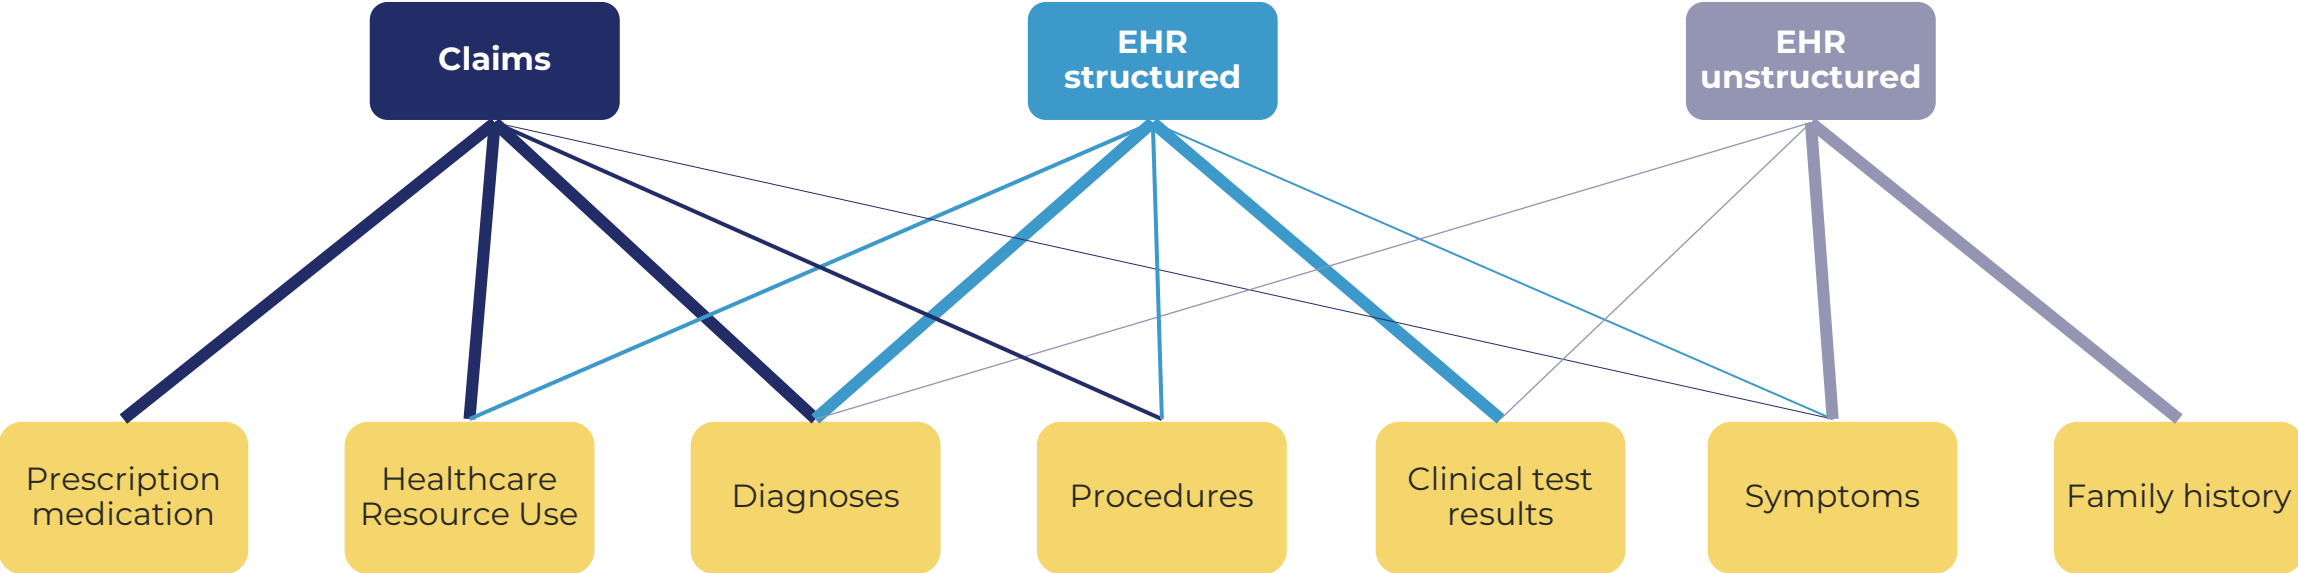 Claims
EHR
structured
EHR
unstructured
Prescription
medication
Healthcare
Resource Use
Diagnoses
Procedures
Clinical test
results
Symptoms
Family history